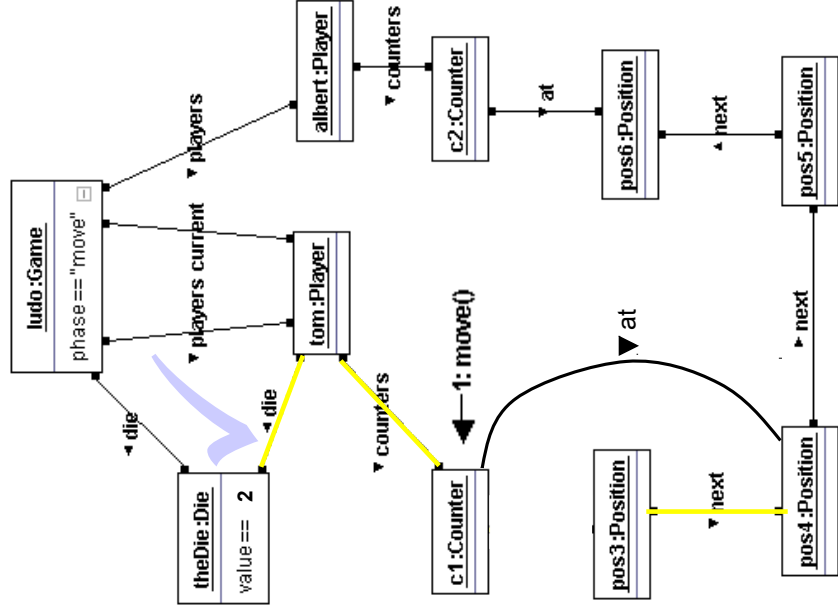 ludo:Game
phase=="move"
die
players current
players
theDie:Die
value== 2
die
tom:Player
albert:Player
counters
counters
c1:Counter
1: move()
c2:Counter
at
at
pos3:Position
pos6:Position
next
next
pos4:Position
next
pos5:Position